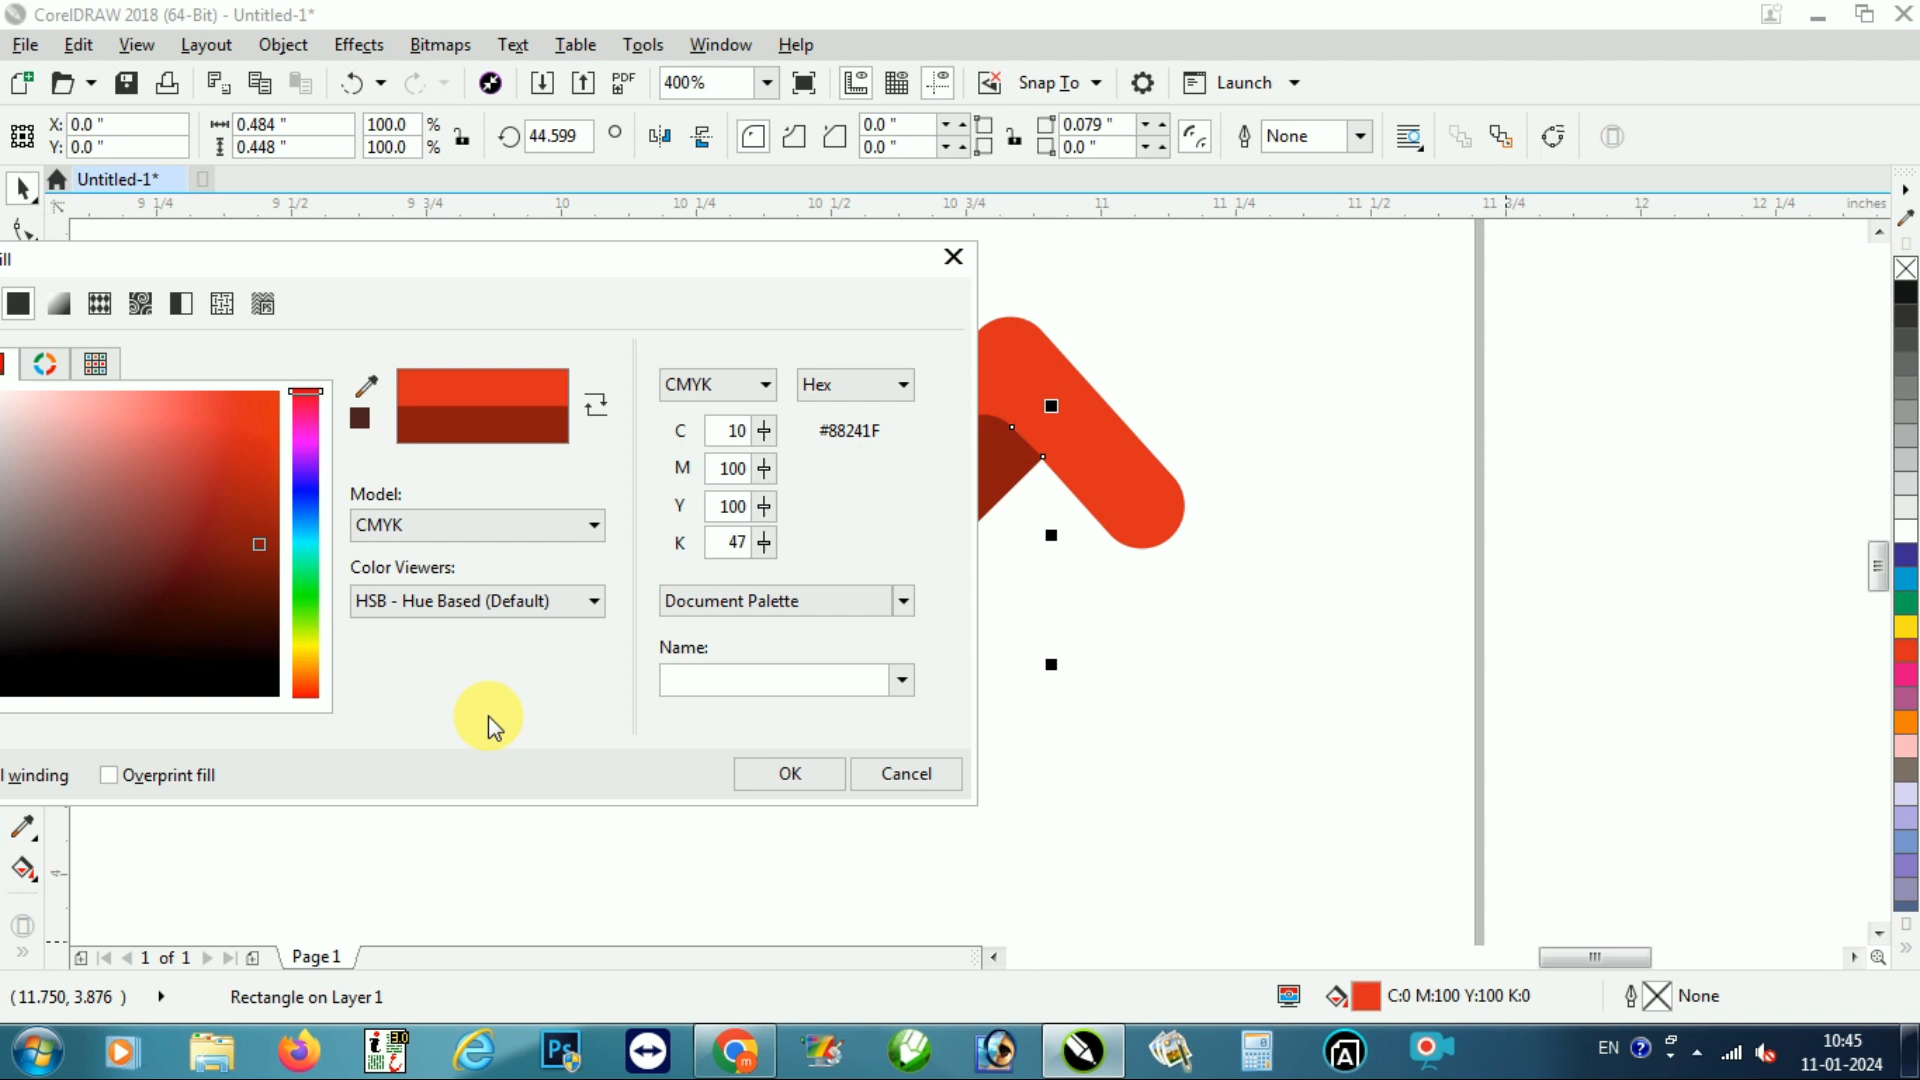 CorelDRAW 2018 (64-Bit) - Untitled-1*
File Edit View Layout Object Effects Bitmaps Text Table Tools Window Help
PDF 400% Snap To Launch
X: 0.0 " 0.484 " 100.0 % 44.599 ° 0.0 " 0.079 " None
Y: 0.0 " 0.448 " 100.0 % 0.0 " 0.0 "
Untitled-1*
9 1/4 9 1/2 9 3/4 10 10 1/4 10 1/2 10 3/4 11 11 1/4 11 1/2 11 3/4 12 12 1/4 inches
ill
PS
CMYK Hex
C 10 #88241F
M 100
Model:
Y 100
CMYK
K 47
Color Viewers:
HSB - Hue Based (Default) Document Palette
Name:
l winding Overprint fill OK Cancel
1 of 1 Page 1
(11.750, 3.876 ) Rectangle on Layer 1 C:0 M:100 Y:100 K:0 None
Ps EN 10:45
11-01-2024